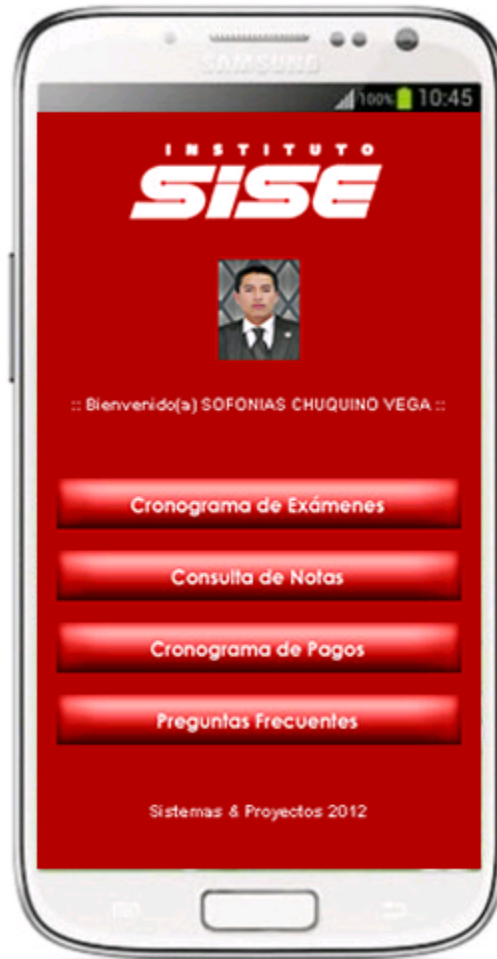 SAMSUNG
100% 10:45
INSTITUTO
SISE
:: Bienvenido(a) SOFONIAS CHUQUINO VEGA ::
Cronograma de Exámenes
Consulta de Notas
Cronograma de Pagos
Preguntas Frecuentes
Sistemas & Proyectos 2012